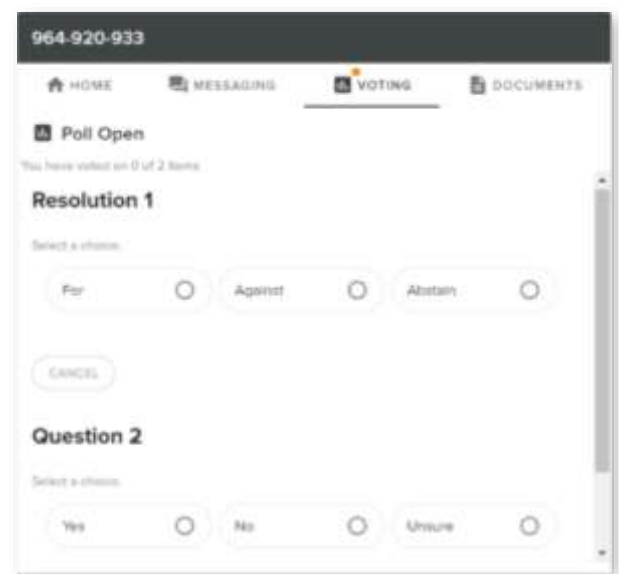 964-920-933
HOME MESSAGING VOTING DOCUMENTS
Poll Open
You have voted on 0 of 2 items
Resolution 1
Select a choice.
For Against Abstain
CANCEL
Question 2
Select a choice.
Yes No Unsure